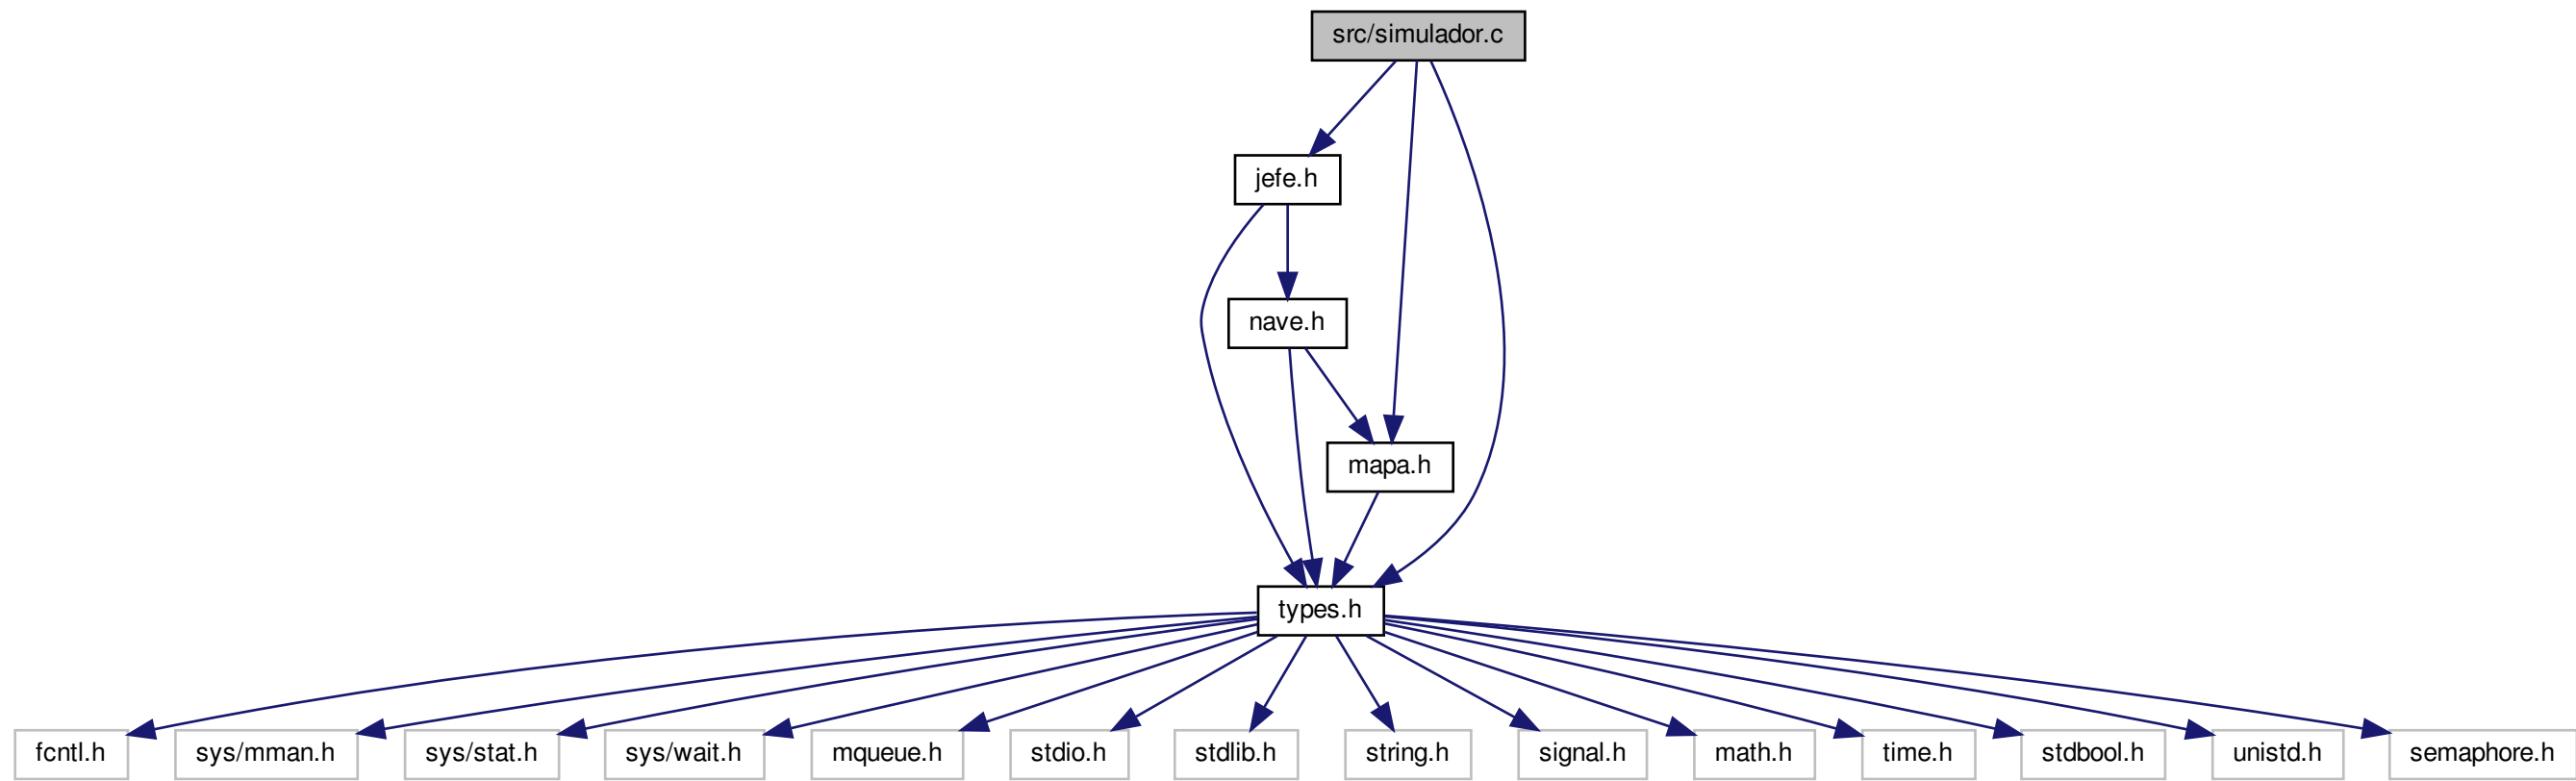 src/simulador.c
jefe.h
nave.h
mapa.h
types.h
fcntl.h
sys/mman.h
sys/stat.h
sys/wait.h
mqueue.h
stdio.h
stdlib.h
string.h
signal.h
math.h
time.h
stdbool.h
unistd.h
semaphore.h